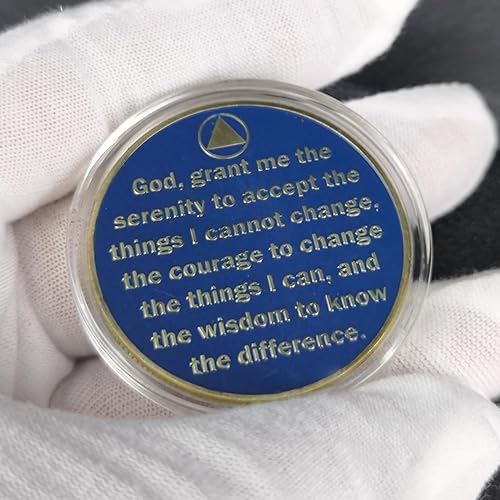 God, grant me the
serenity to accept the
things I cannot change,
the courage to change
the things I can, and
the wisdom to know
the difference.